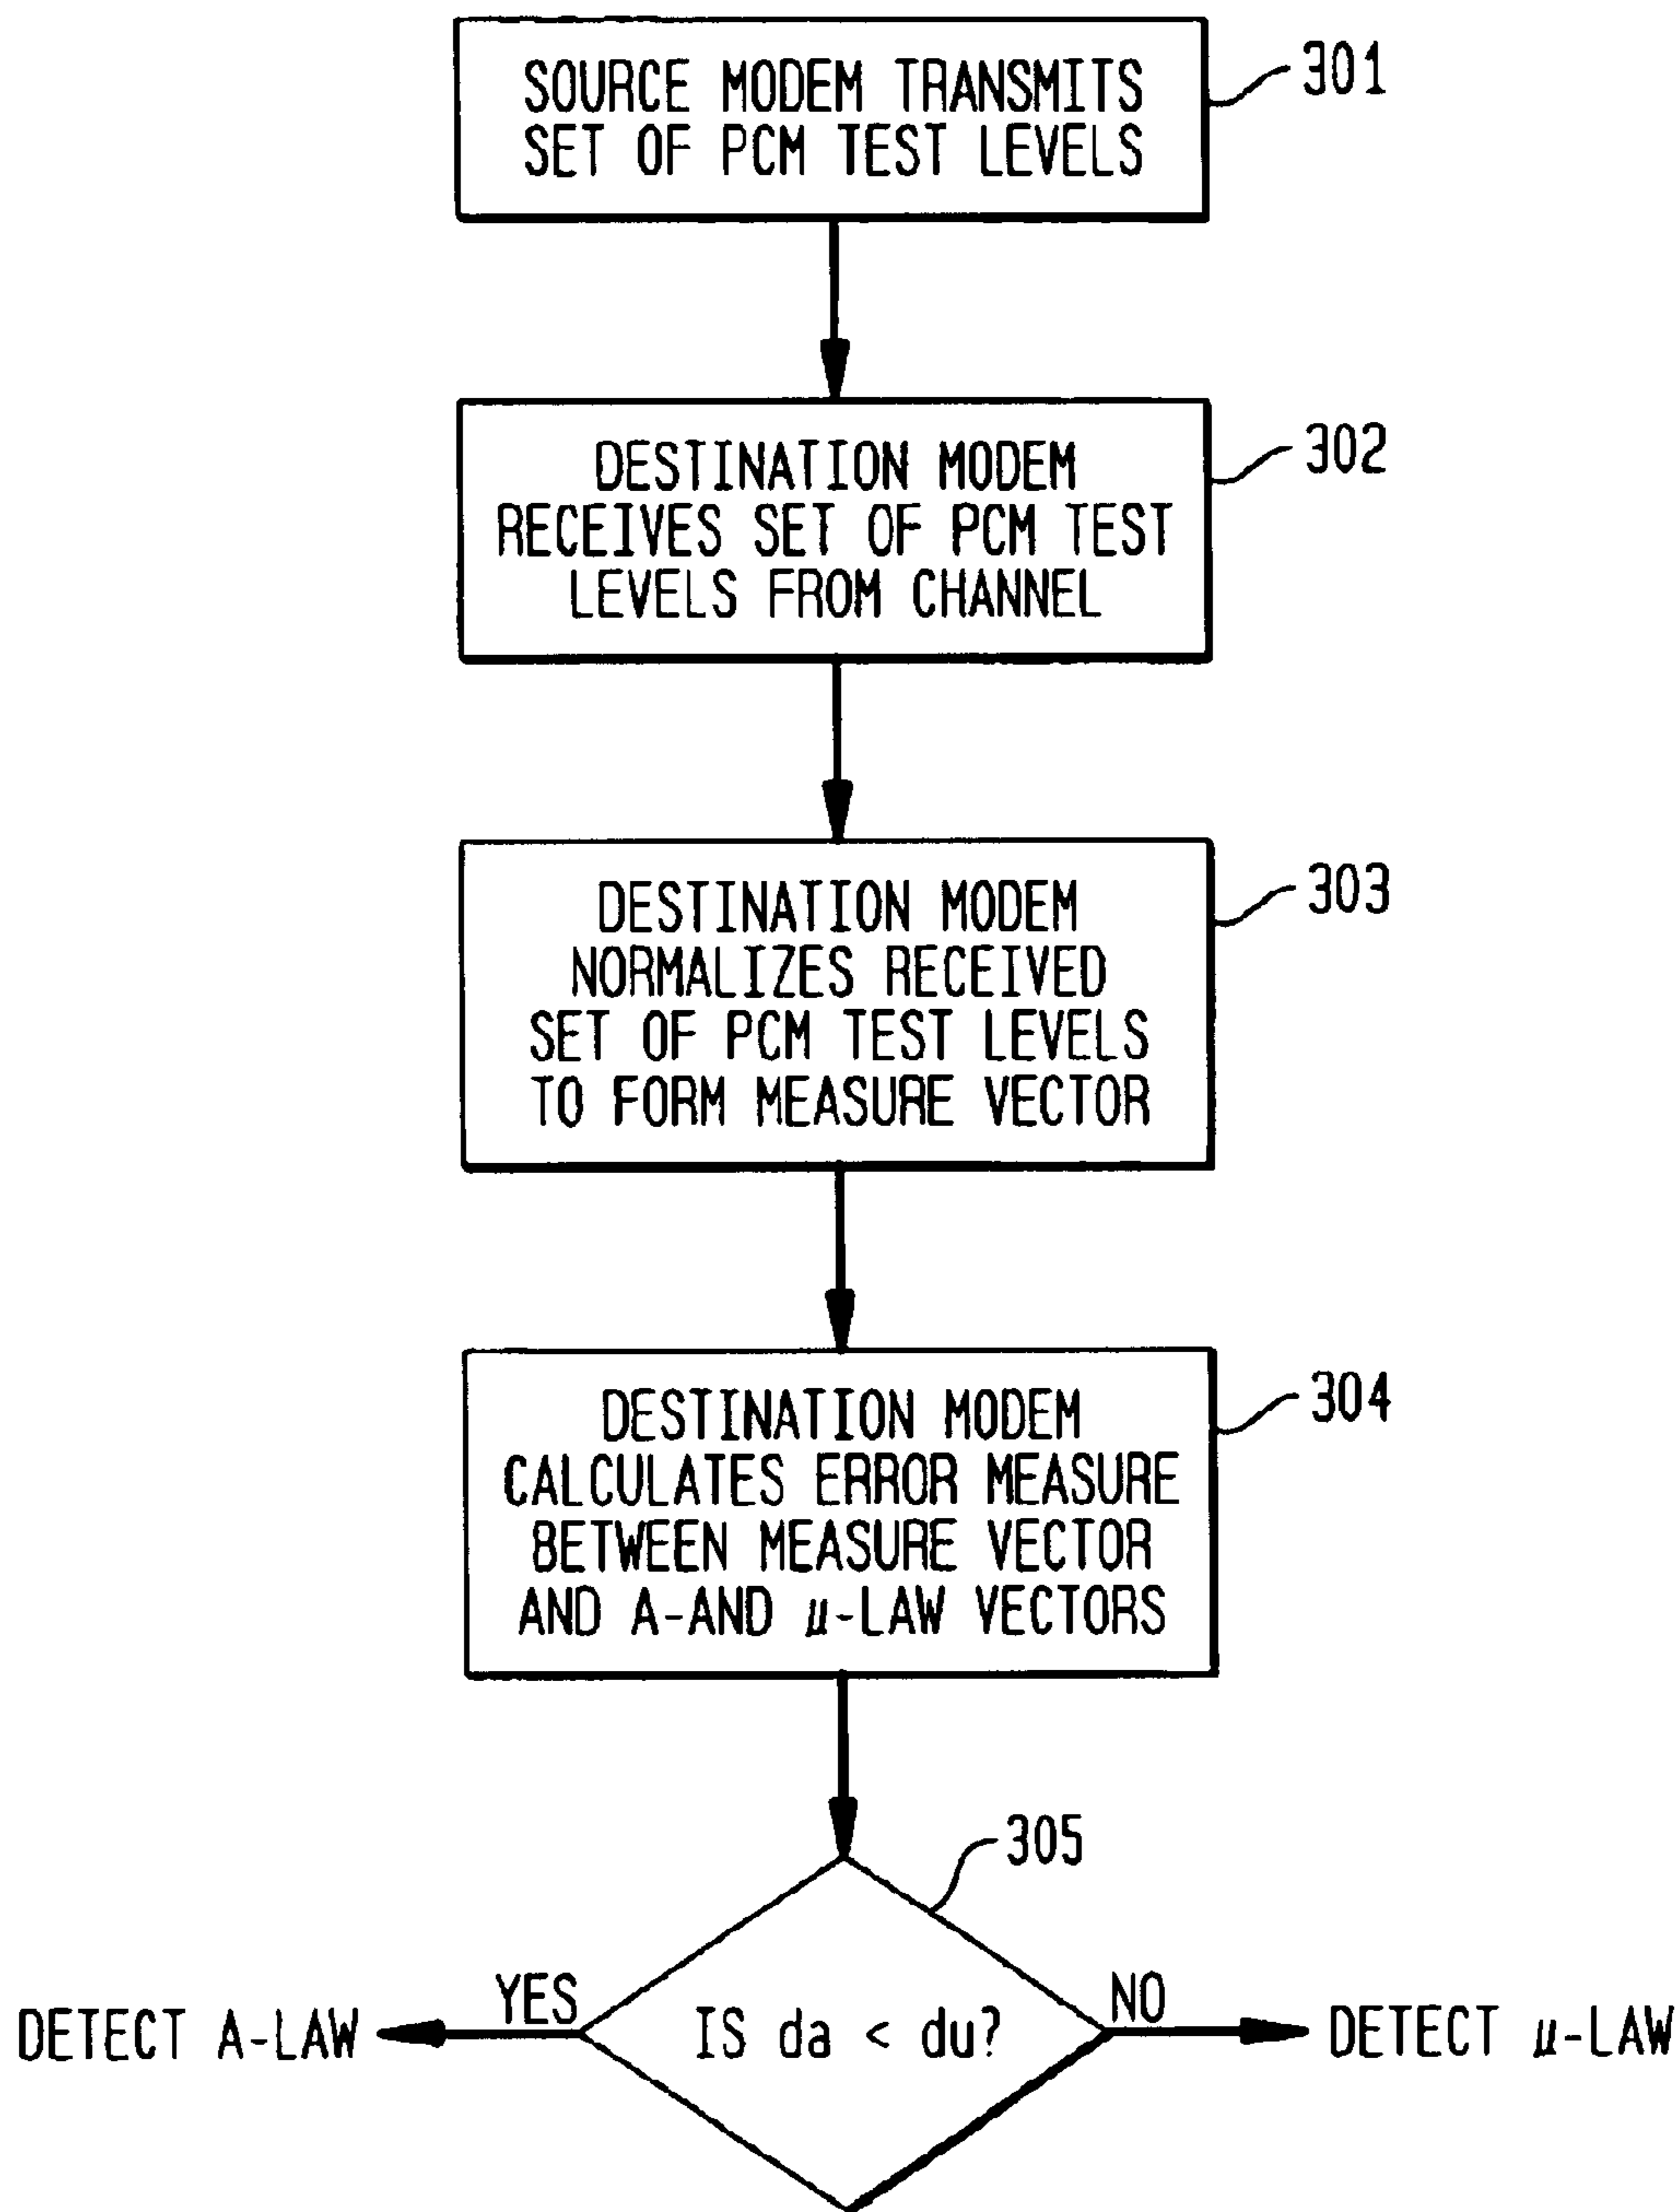 SOURCE MODEM TRANSMITS
SET OF PCM TEST LEVELS
301
DESTINATION MODEM
RECEIVES SET OF PCM TEST
LEVELS FROM CHANNEL
302
DESTINATION MODEM
NORMALIZES RECEIVED
SET OF PCM TEST LEVELS
TO FORM MEASURE VECTOR
303
DESTINATION MODEM
CALCULATES ERROR MEASURE
BETWEEN MEASURE VECTOR
AND A-AND μ-LAW VECTORS
304
305
YES
NO
DETECT A-LAW
IS da < du?
DETECT μ-LAW